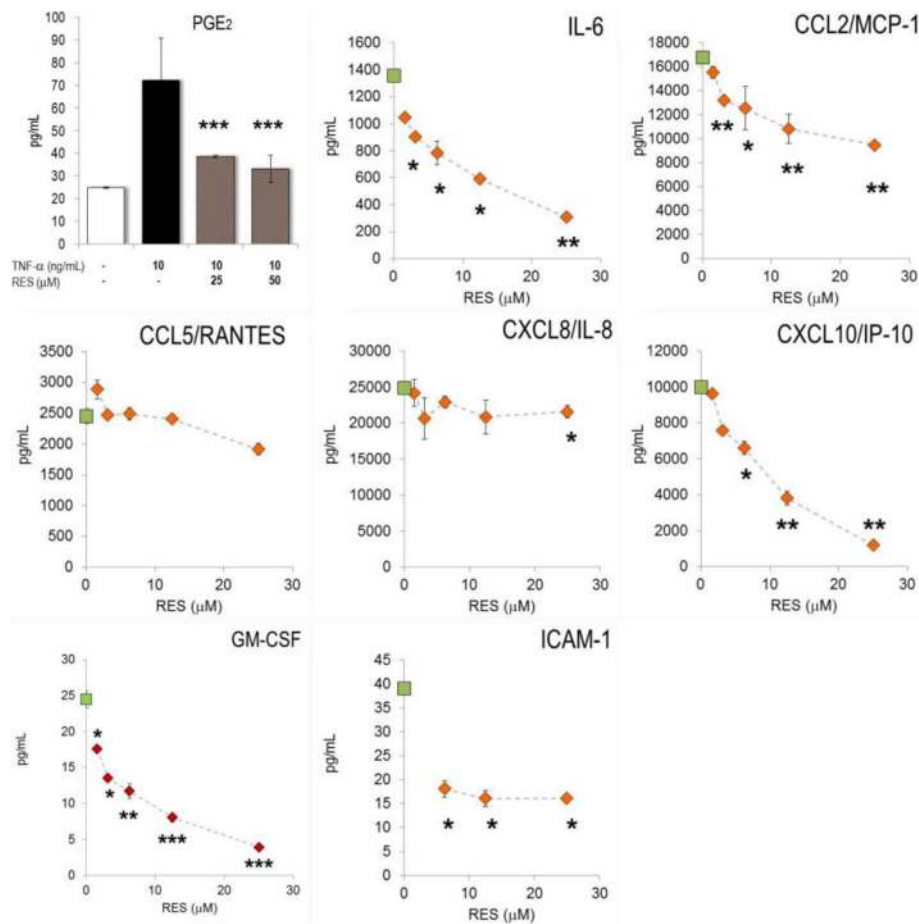 PGE2
100
90
80
70
60
50
40
30
20
10
0
pg/mL
*** ***
TNF-α (ng/mL) - 10 10 10
RES (μM) - - 25 50
IL-6
1600
1400
1200
1000
800
600
400
200
0
pg/mL
* * * **
0 10 20 30
RES (μM)
CCL2/MCP-1
18000
16000
14000
12000
10000
8000
6000
4000
2000
0
pg/mL
** * ** **
0 10 20 30
RES (μM)
CCL5/RANTES
3500
3000
2500
2000
1500
1000
500
0
pg/mL
0 10 20 30
RES (μM)
CXCL8/IL-8
30000
25000
20000
15000
10000
5000
0
pg/mL
*
0 10 20 30
RES (μM)
CXCL10/IP-10
12000
10000
8000
6000
4000
2000
0
pg/mL
* ** **
0 10 20 30
RES (μM)
GM-CSF
30
25
20
15
10
5
0
pg/mL
* * ** *** ***
0 10 20 30
RES (μM)
ICAM-1
45
40
35
30
25
20
15
10
5
0
pg/mL
* * *
0 10 20 30
RES (μM)